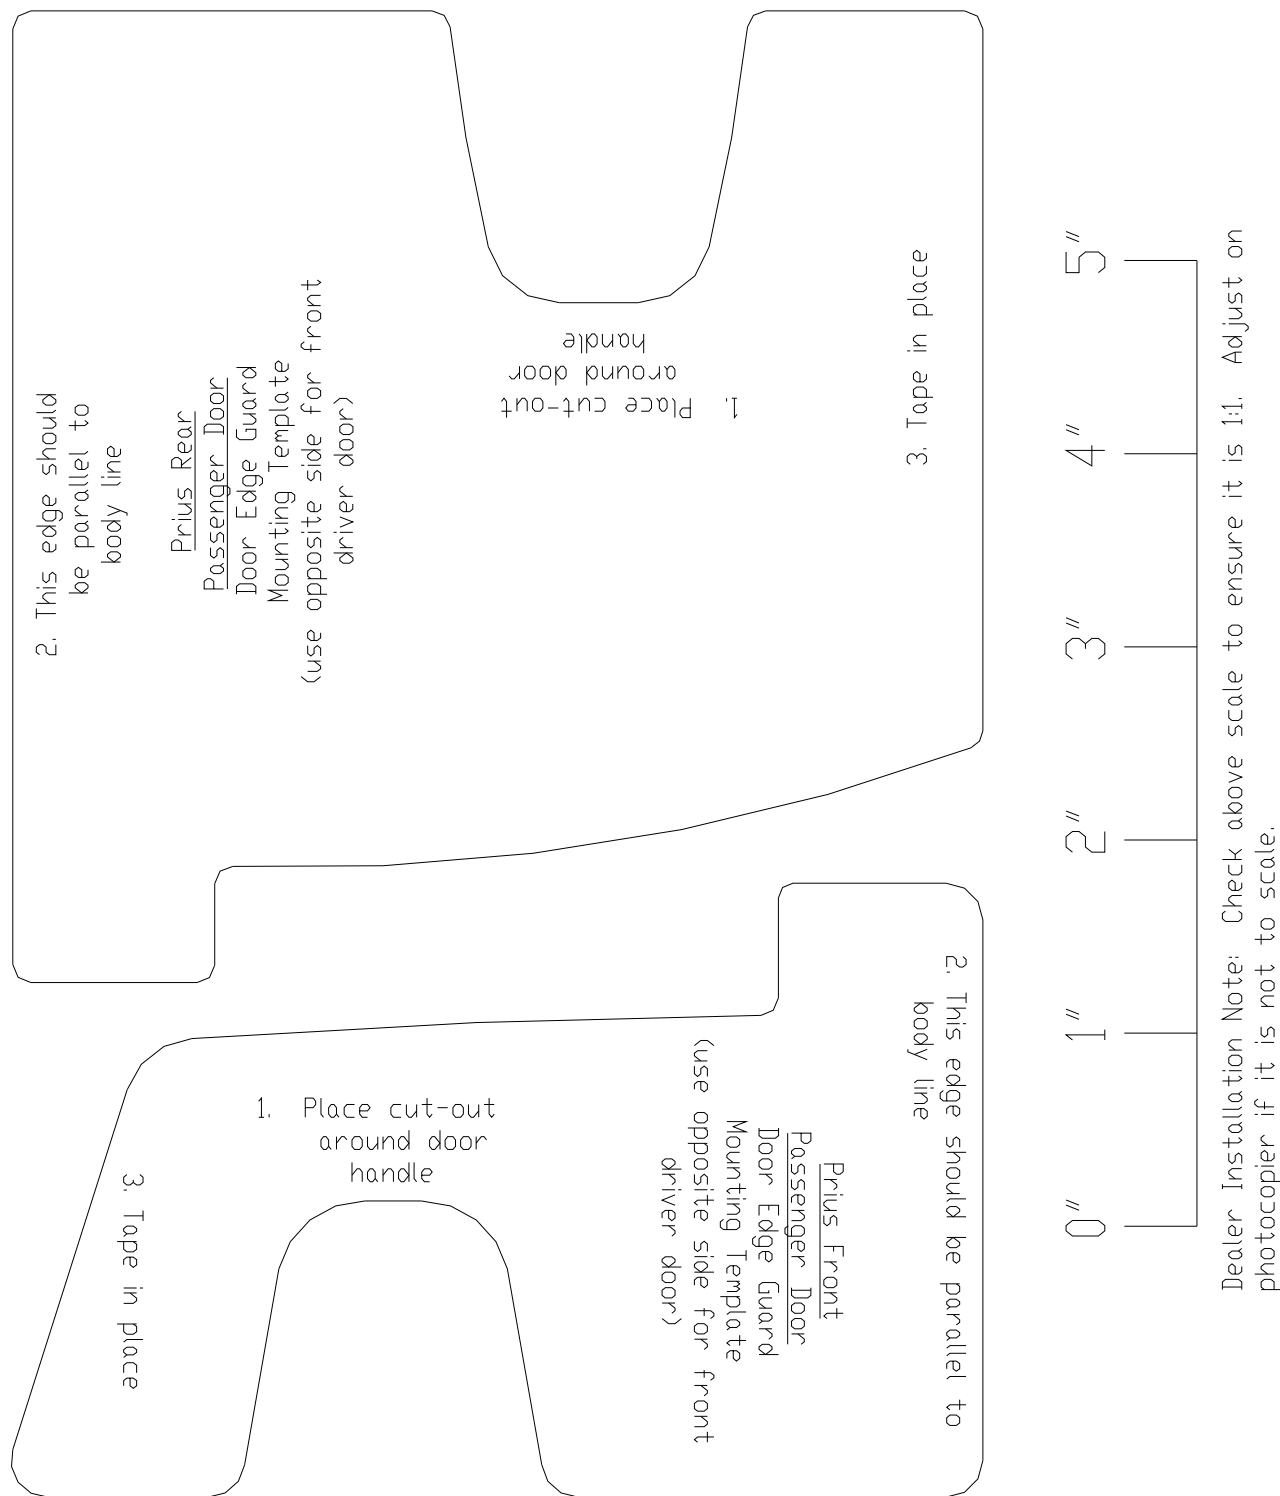 2. This edge should
be parallel to
body line
Prius Rear
Passenger Door
Door Edge Guard
Mounting Template
(use opposite side for front
driver door)
1. Place cut-out
around door
handle
3. Tape in place
1. Place cut-out
around door
handle
3. Tape in place
2. This edge should be parallel to
body line
Prius Front
Passenger Door
Door Edge Guard
Mounting Template
(use opposite side for front
driver door)
0" 1" 2" 3" 4" 5"
Dealer Installation Note: Check above scale to ensure it is 1:1. Adjust on
photocopier if it is not to scale.